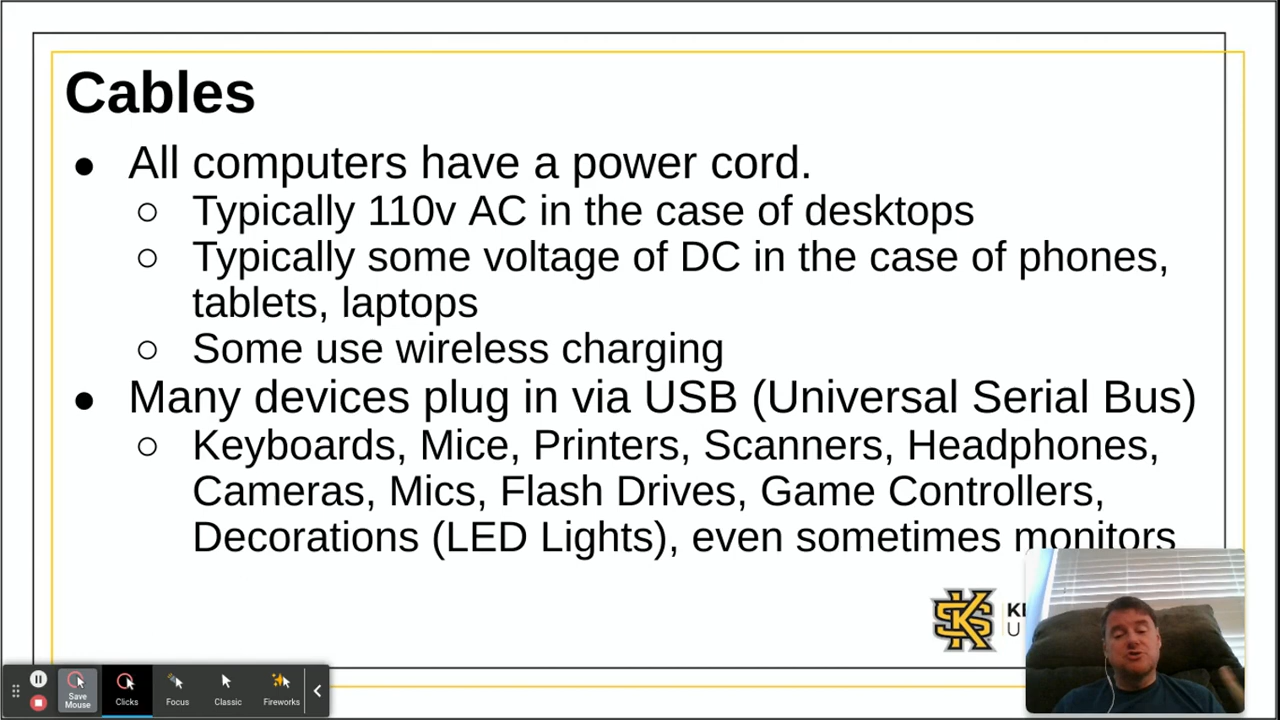 Cables
● All computers have a power cord.
○ Typically 110v AC in the case of desktops
○ Typically some voltage of DC in the case of phones,
tablets, laptops
○ Some use wireless charging
● Many devices plug in via USB (Universal Serial Bus)
○ Keyboards, Mice, Printers, Scanners, Headphones,
Cameras, Mics, Flash Drives, Game Controllers,
Decorations (LED Lights), even sometimes monitors
KS
Save
Mouse
Clicks
Focus
Classic
Fireworks